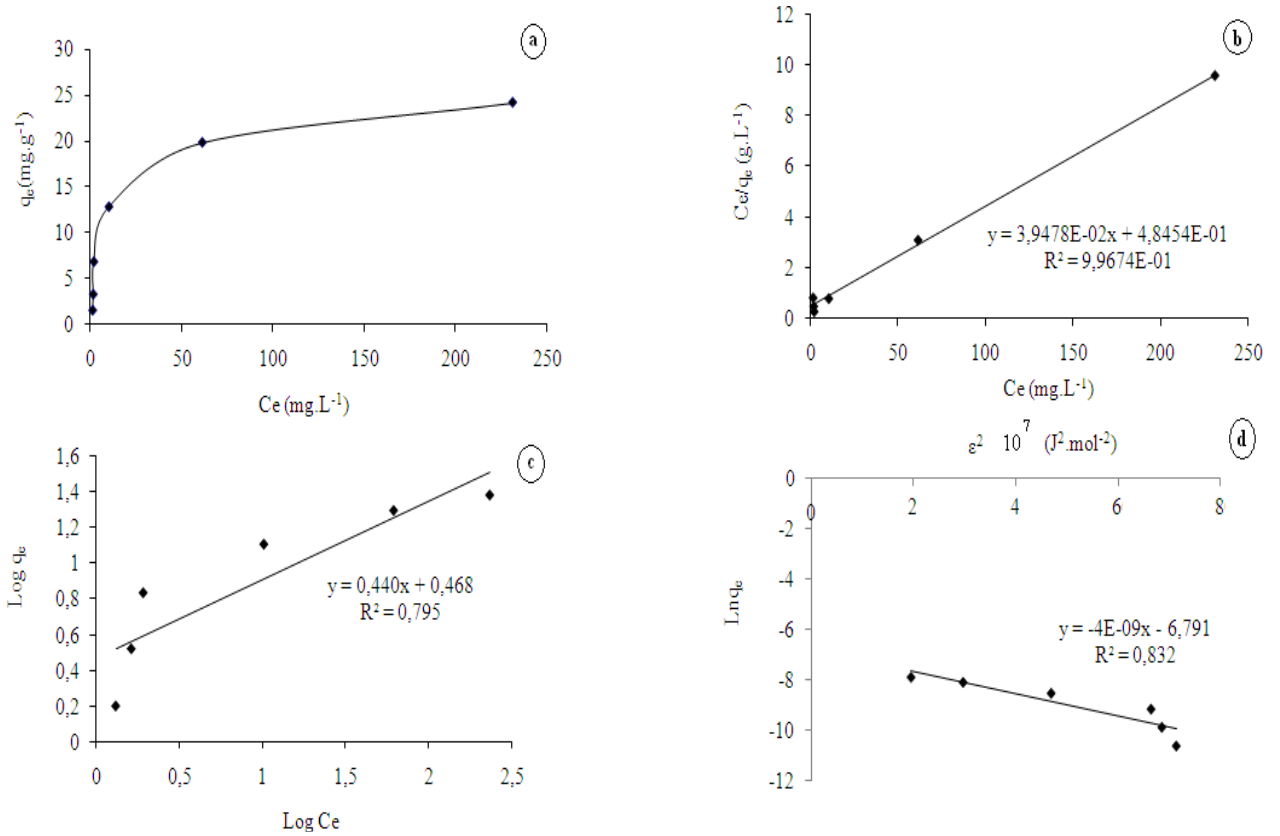 a
30
25
20
15
10
5
0
qe(mg.g⁻¹)
0 50 100 150 200 250
Ce (mg.L⁻¹)
b
12
10
8
6
4
2
0
Ce/qe (g.L⁻¹)
y = 3,9478E-02x + 4,8454E-01
R² = 9,9674E-01
0 50 100 150 200 250
Ce (mg.L⁻¹)
c
1,6
1,4
1,2
1
0,8
0,6
0,4
0,2
0
Log qe
y = 0,440x + 0,468
R² = 0,795
0 0,5 1 1,5 2 2,5
Log Ce
d
ε² 10⁷ (J².mol⁻²)
0
-2
-4
-6
-8
-10
-12
0 2 4 6 8
Lnqe
y = -4E-09x - 6,791
R² = 0,832